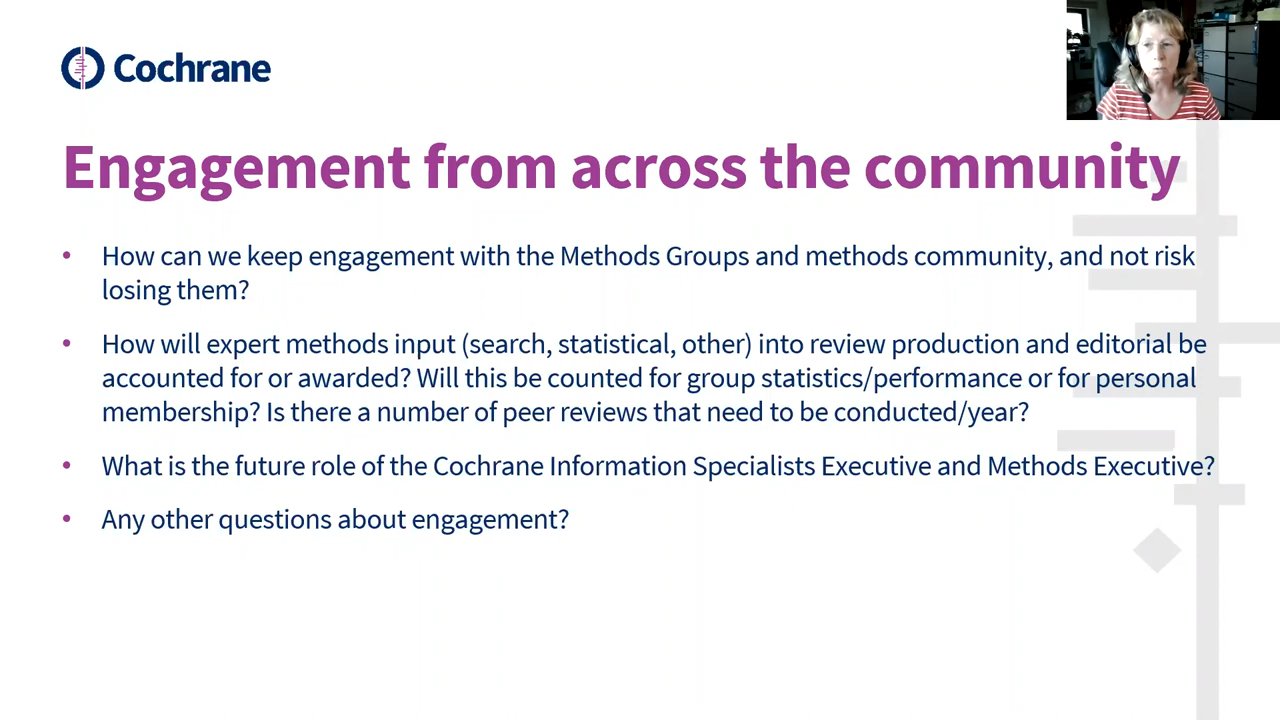 Cochrane
Engagement from across the community
• How can we keep engagement with the Methods Groups and methods community, and not risk
losing them?
• How will expert methods input (search, statistical, other) into review production and editorial be
accounted for or awarded? Will this be counted for group statistics/performance or for personal
membership? Is there a number of peer reviews that need to be conducted/year?
• What is the future role of the Cochrane Information Specialists Executive and Methods Executive?
• Any other questions about engagement?